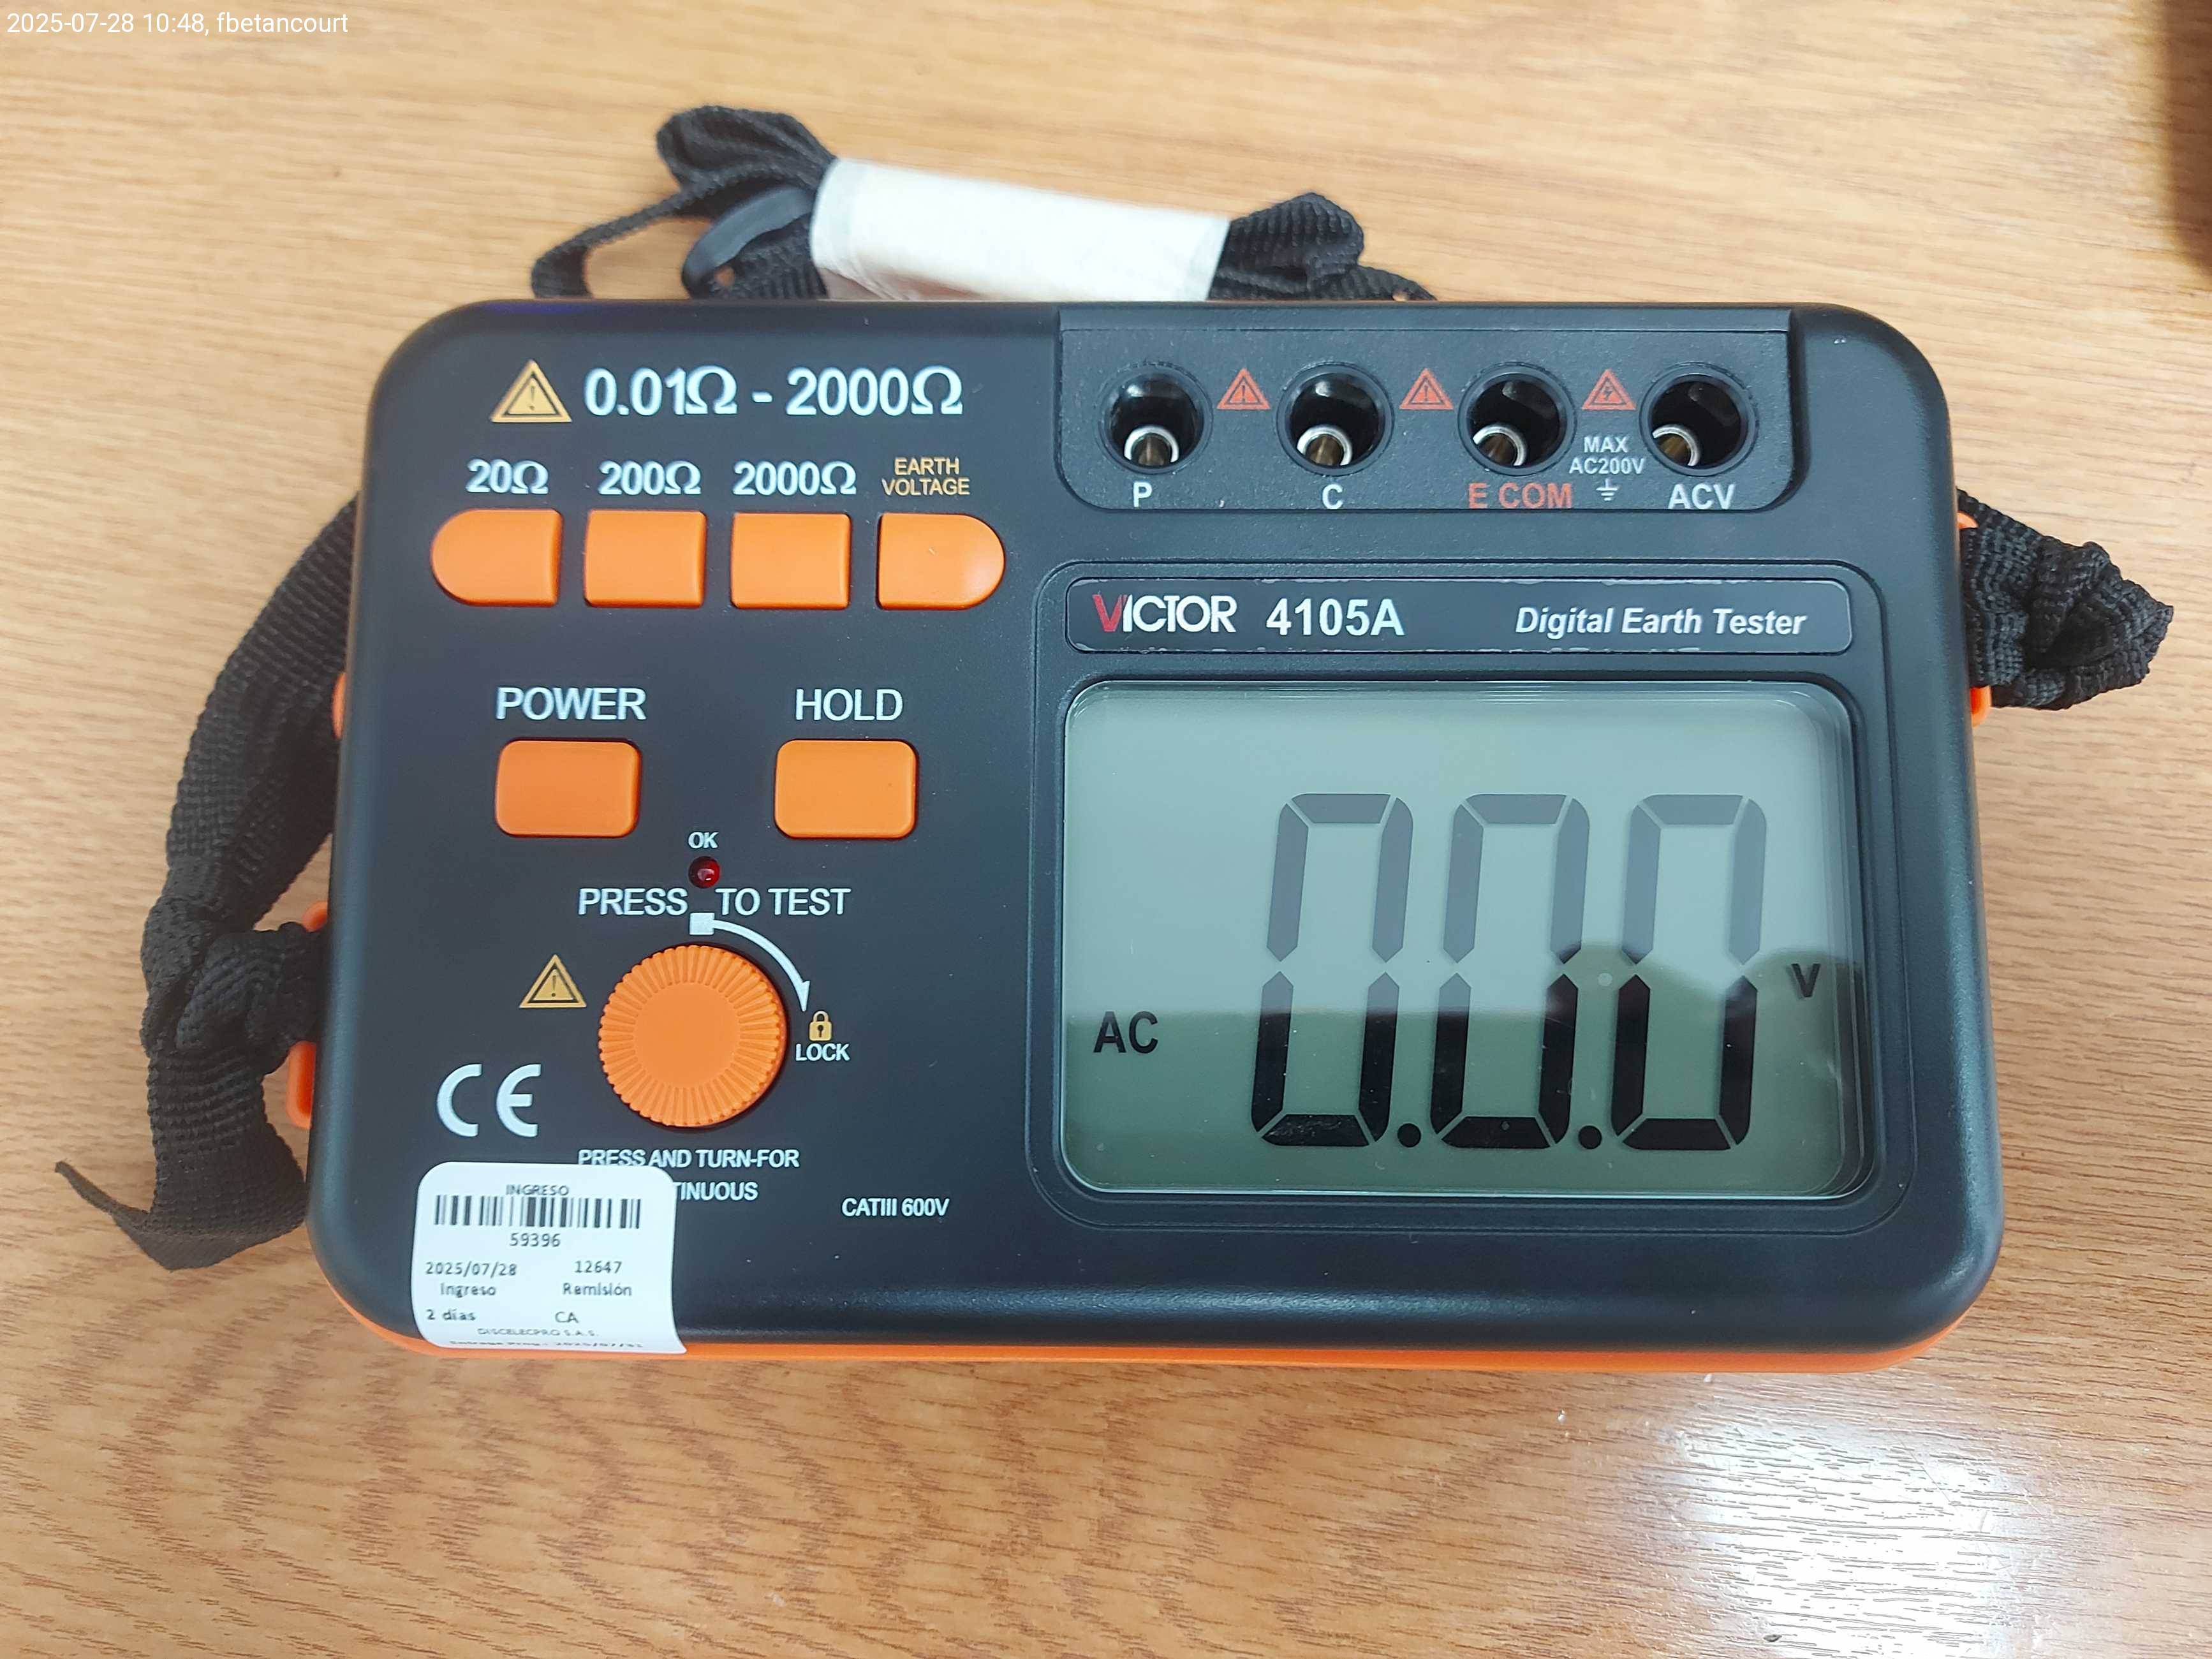 2025-07-28 10:48, fbetancourt
0.01Ω - 2000Ω
20Ω 200Ω 2000Ω EARTH VOLTAGE
P C E COM MAX AC200V ACV
VICTOR 4105A Digital Earth Tester
POWER HOLD
OK
PRESS TO TEST
LOCK
CE
PRESS AND TURN-FOR
CATIII 600V
0.0.0
AC V
INGRESO
59396
2025/07/28 12647
Ingreso Remisión
2 días CA
DISCELECPRO S.A.S.